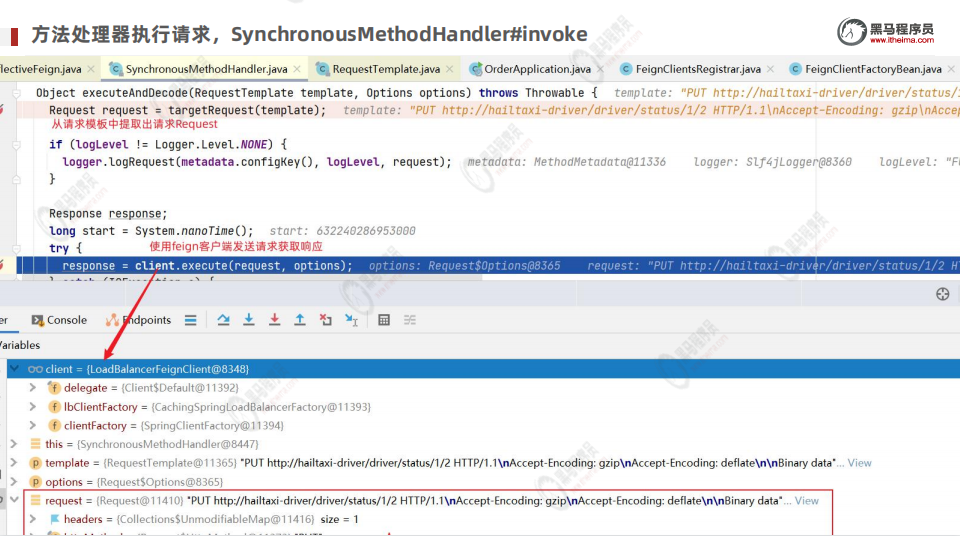 方法处理器执行请求，SynchronousMethodHandler#invoke
黑马程序员
www.itheima.com
flectiveFeign.java
SynchronousMethodHandler.java
RequestTemplate.java
OrderApplication.java
FeignClientsRegistrar.java
FeignClientFactoryBean.java
Object executeAndDecode(RequestTemplate template, Options options) throws Throwable { template: "PUT http://hailtaxi-driver/driver/status/1
Request request = targetRequest(template); template: "PUT http://hailtaxi-driver/driver/status/1/2 HTTP/1.1\nAccept-Encoding: gzip\nAccep
从请求模板中提取出请求Request
if (logLevel != Logger.Level.NONE) {
logger.logRequest(metadata.configKey(), logLevel, request); metadata: MethodMetadata@11336 logger: Slf4jLogger@8360 logLevel: "FU
}
Response response;
long start = System.nanoTime(); start: 632240286953000
try {
使用feign客户端发送请求获取响应
response = client.execute(request, options); options: Request$Options@8365 request: "PUT http://hailtaxi-driver/driver/status/1/2 HT
er
Console
Endpoints
Variables
client = {LoadBalancerFeignClient@8348}
delegate = {Client$Default@11392}
lbClientFactory = {CachingSpringLoadBalancerFactory@11393}
clientFactory = {SpringClientFactory@11394}
this = {SynchronousMethodHandler@8447}
template = {RequestTemplate@11365} "PUT http://hailtaxi-driver/driver/status/1/2 HTTP/1.1\nAccept-Encoding: gzip\nAccept-Encoding: deflate\n\nBinary data"... View
options = {Request$Options@8365}
request = {Request@11410} "PUT http://hailtaxi-driver/driver/status/1/2 HTTP/1.1\nAccept-Encoding: gzip\nAccept-Encoding: deflate\n\nBinary data"... View
headers = {Collections$UnmodifiableMap@11416} size = 1